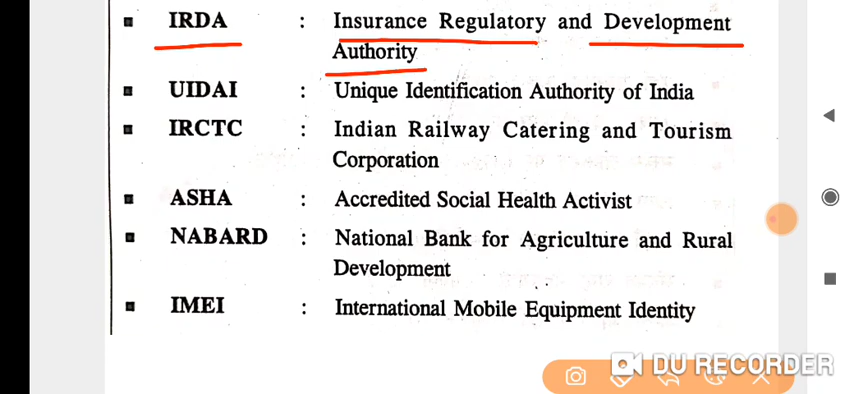 IRDA : Insurance Regulatory and Development
Authority
UIDAI : Unique Identification Authority of India
IRCTC : Indian Railway Catering and Tourism
Corporation
ASHA : Accredited Social Health Activist
NABARD : National Bank for Agriculture and Rural
Development
IMEI : International Mobile Equipment Identity
DU RECORDER